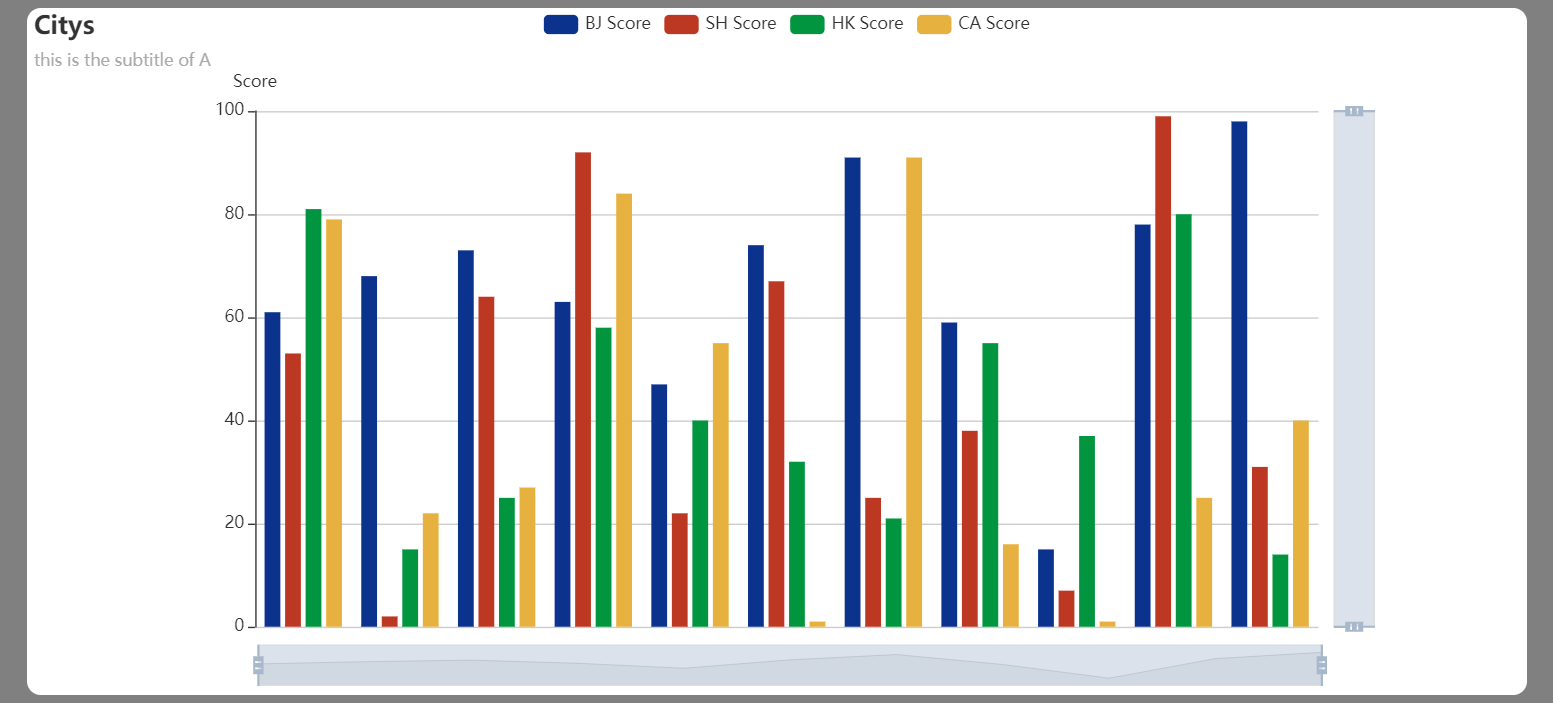 Citys
this is the subtitle of A
BJ Score
SH Score
HK Score
CA Score
Score
100
80
60
40
20
0